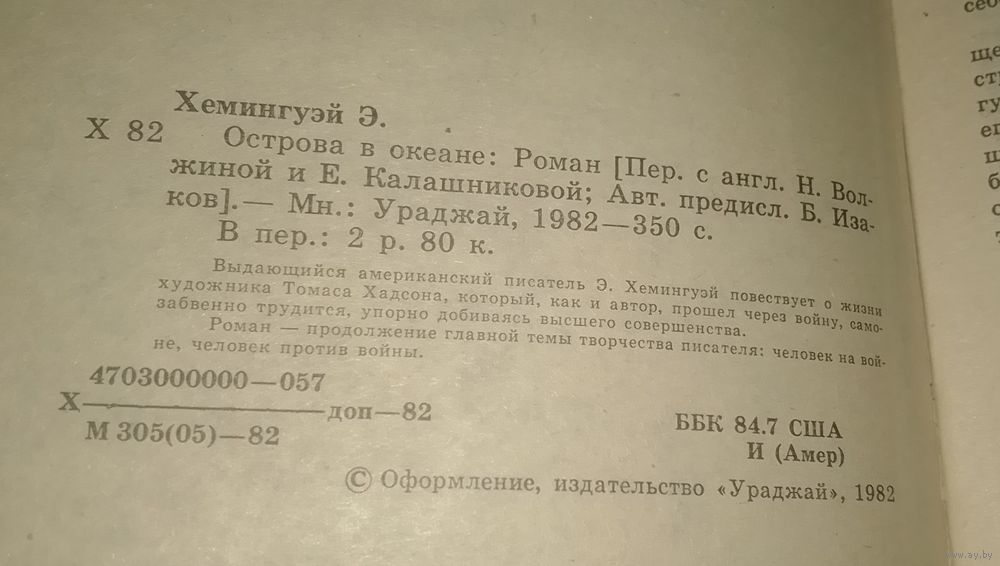 Хемингуэй Э.
Х 82 Острова в океане: Роман [Пер. с англ. Н. Вол-
жиной и Е. Калашниковой; Авт. предисл. Б. Иза-
ков].— Мн.: Ураджай, 1982—350 с.
В пер.: 2 р. 80 к.
Выдающийся американский писатель Э. Хемингуэй повествует о жизни
художника Томаса Хадсона, который, как и автор, прошел через войну, само-
забвенно трудится, упорно добиваясь высшего совершенства.
Роман — продолжение главной темы творчества писателя: человек на вой-
не, человек против войны.
4703000000—057
Х—доп—82
М 305(05)—82
ББК 84.7 США
И (Амер)
© Оформление, издательство «Ураджай», 1982
www.ay.by